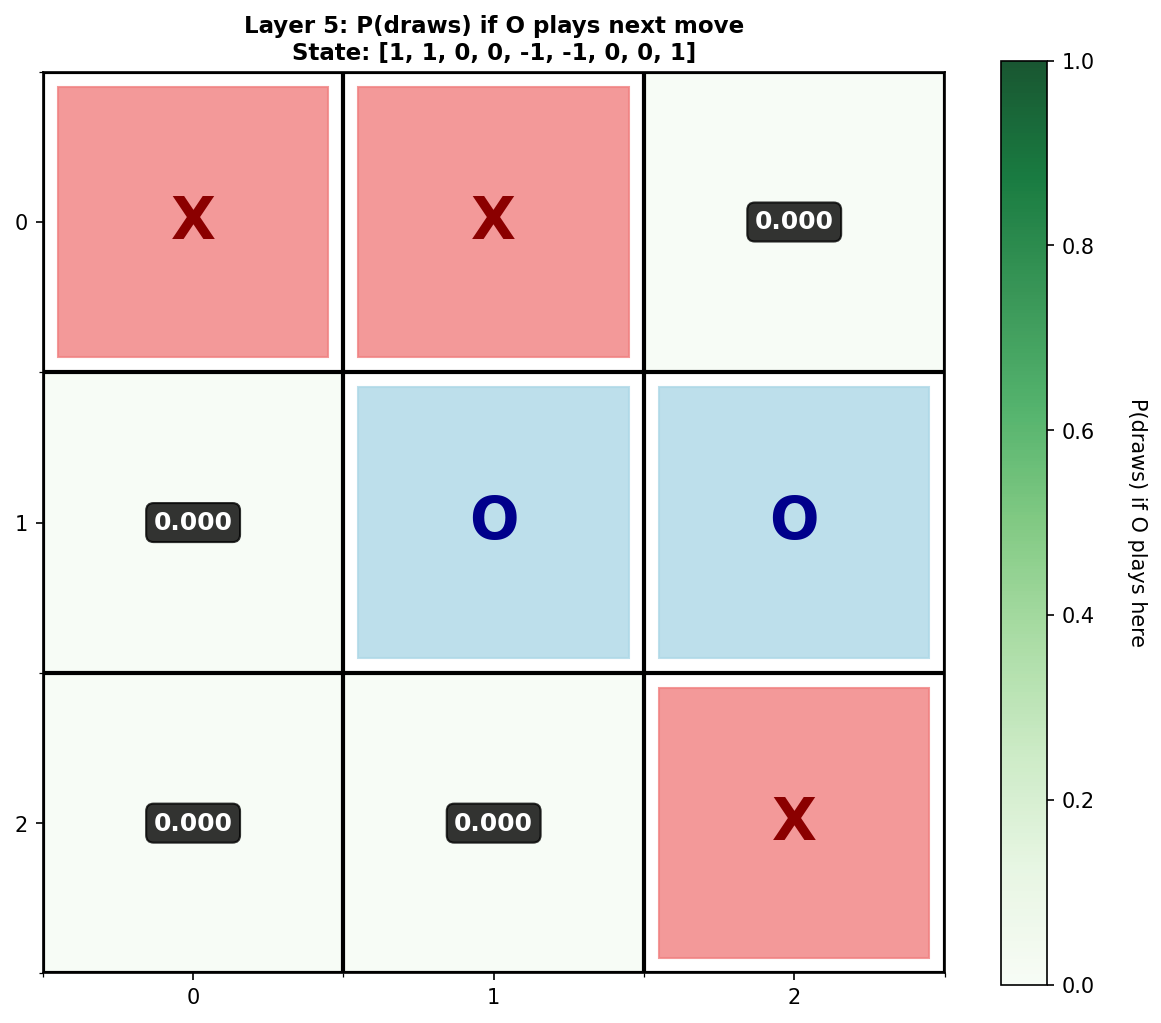 Layer 5: P(draws) if O plays next move
State: [1, 1, 0, 0, -1, -1, 0, 0, 1]
X X 0.000
0.000 O O
0.000 0.000 X
0
1
2
0 1 2
1.0
0.8
0.6
0.4
0.2
0.0
P(draws) if O plays here